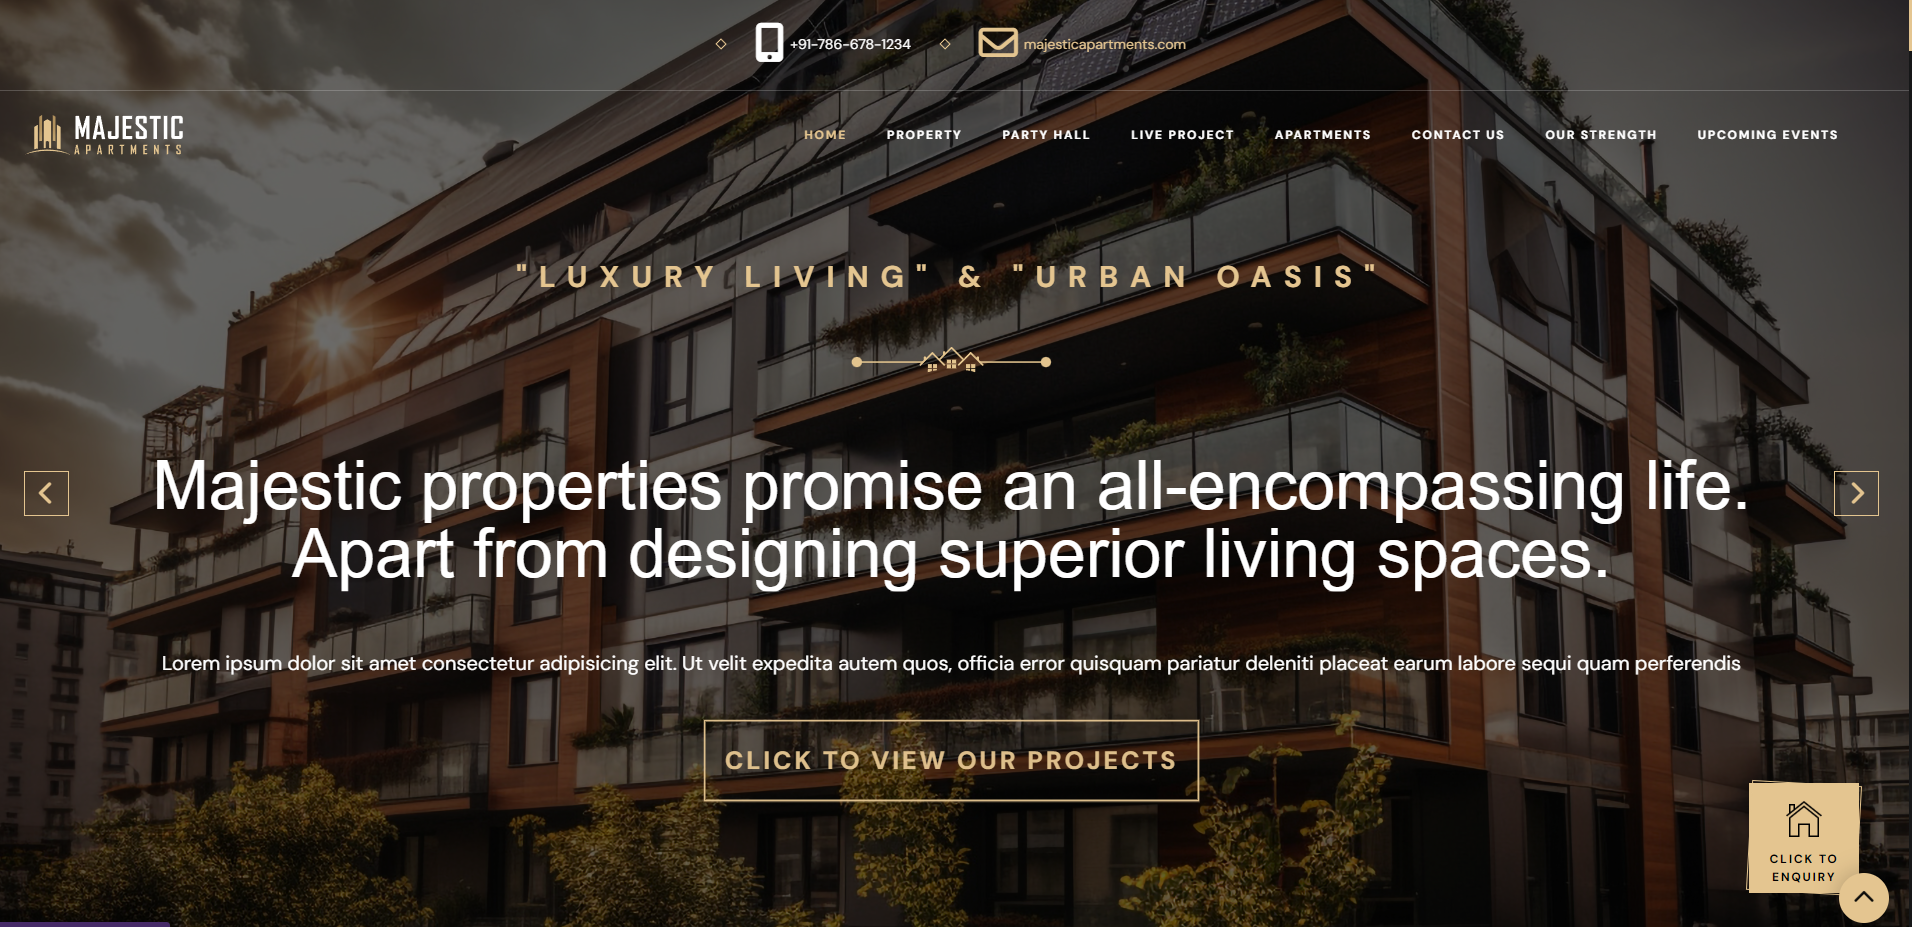 +91-786-678-1234 majesticapartments.com
MAJESTIC
APARTMENTS
HOME PROPERTY PARTY HALL LIVE PROJECT APARTMENTS CONTACT US OUR STRENGTH UPCOMING EVENTS
"LUXURY LIVING" & "URBAN OASIS"
Majestic properties promise an all-encompassing life.
Apart from designing superior living spaces.
Lorem ipsum dolor sit amet consectetur adipisicing elit. Ut velit expedita autem quos, officia error quisquam pariatur deleniti placeat earum labore sequi quam perferendis
CLICK TO VIEW OUR PROJECTS
CLICK TO
ENQUIRY